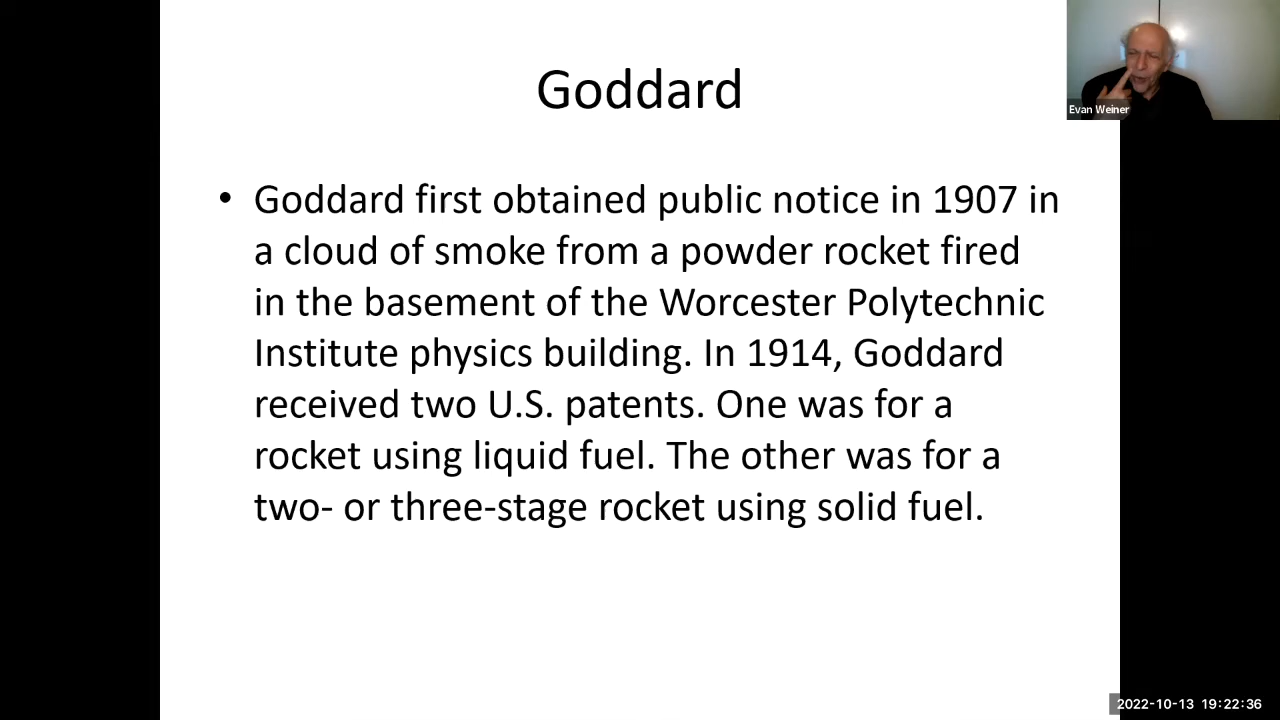 Goddard
Evan Weiner
• Goddard first obtained public notice in 1907 in
a cloud of smoke from a powder rocket fired
in the basement of the Worcester Polytechnic
Institute physics building. In 1914, Goddard
received two U.S. patents. One was for a
rocket using liquid fuel. The other was for a
two- or three-stage rocket using solid fuel.
2022-10-13 19:22:36